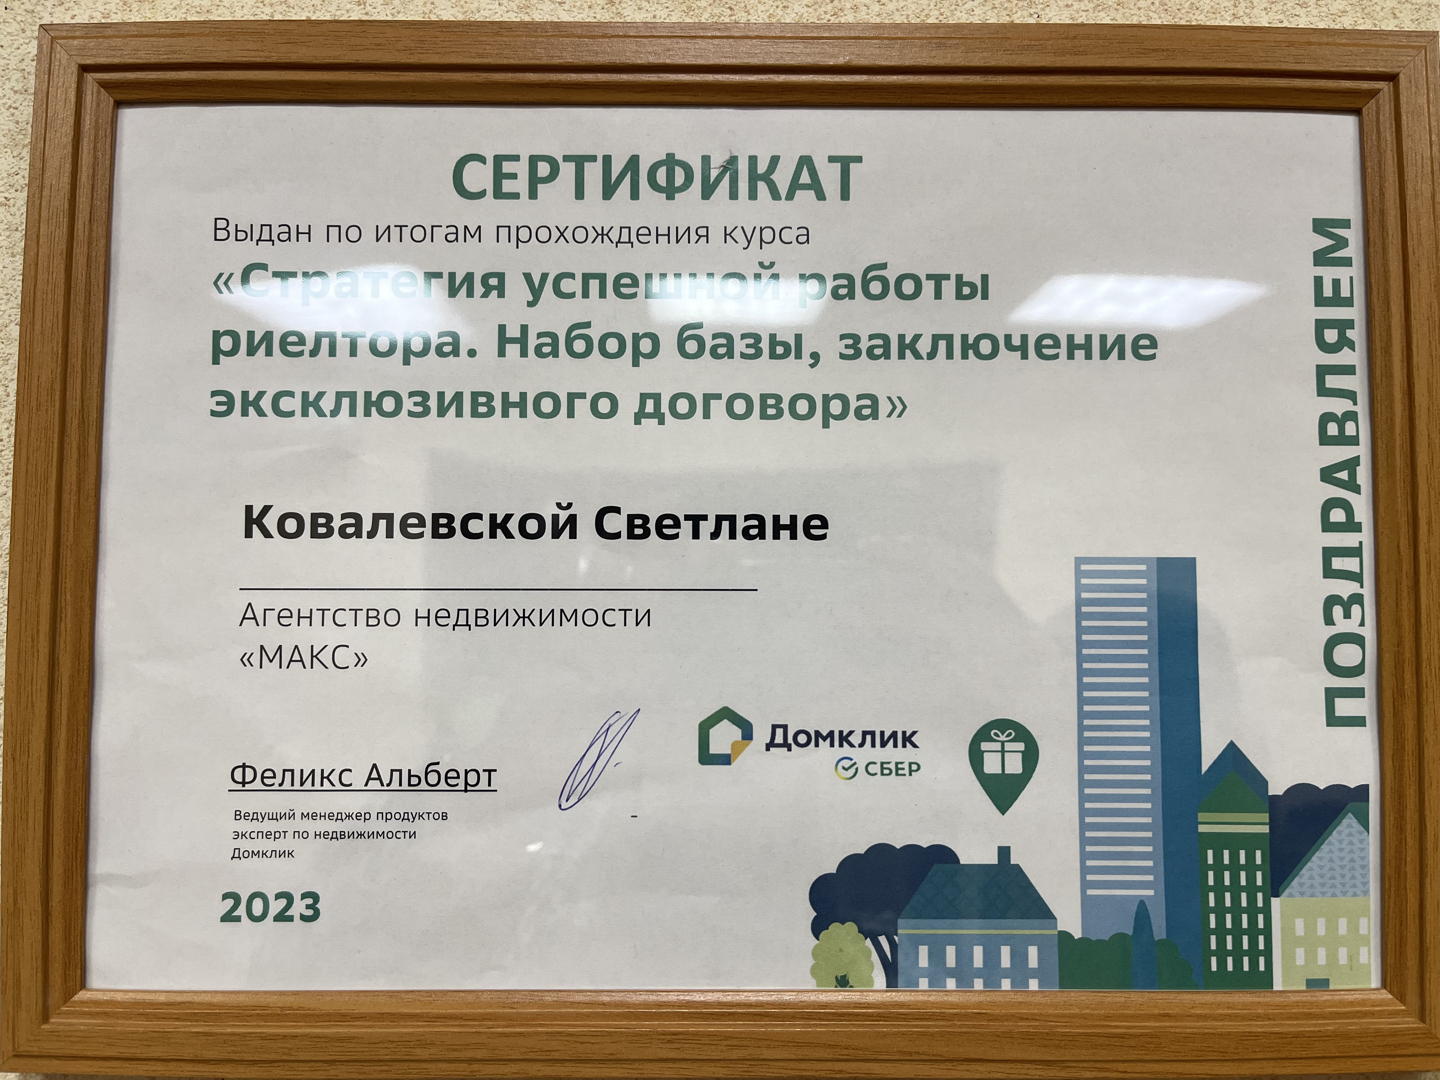 СЕРТИФИКАТ
Выдан по итогам прохождения курса
«Стратегия успешной работы
риелтора. Набор базы, заключение
эксклюзивного договора»
Ковалевской Светлане
Агентство недвижимости
«МАКС»
Феликс Альберт
Ведущий менеджер продуктов
эксперт по недвижимости
Домклик
2023
Домклик
СБЕР
ПОЗДРАВЛЯЕМ